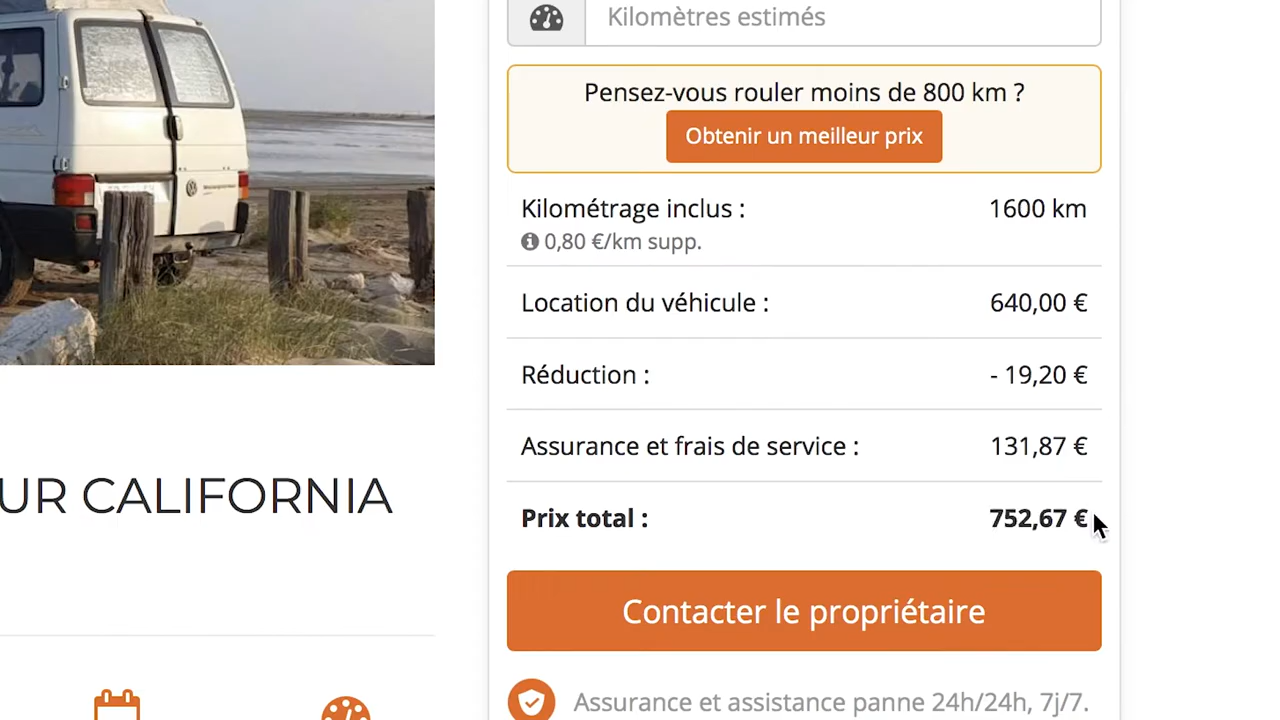 Kilomètres estimés
Pensez-vous rouler moins de 800 km ?
Obtenir un meilleur prix
Kilométrage inclus : 1600 km
0,80 €/km supp.
Location du véhicule : 640,00 €
Réduction : - 19,20 €
Assurance et frais de service : 131,87 €
UR CALIFORNIA
Prix total : 752,67 €
Contacter le propriétaire
Assurance et assistance panne 24h/24h, 7j/7.